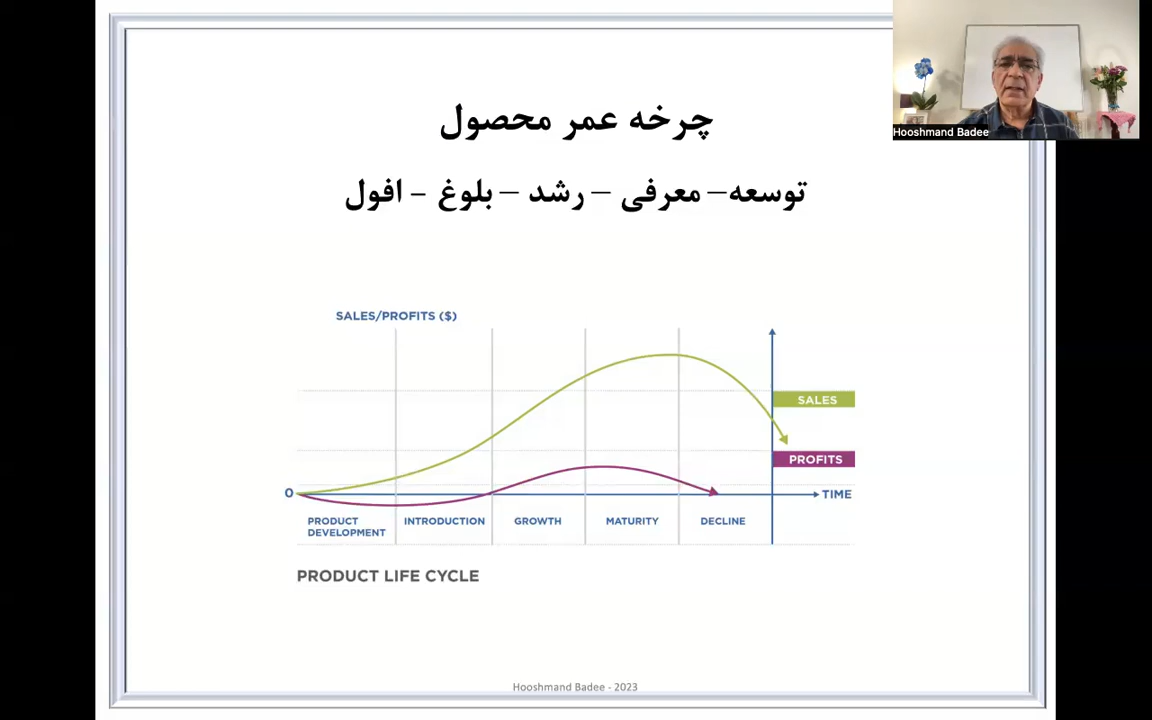 چرخه عمر محصول
توسعه– معرفی – رشد – بلوغ - افول
Hooshmand Badee
SALES/PROFITS ($)
SALES
PROFITS
0
TIME
PRODUCT DEVELOPMENT
INTRODUCTION
GROWTH
MATURITY
DECLINE
PRODUCT LIFE CYCLE
Hooshmand Badee - 2023